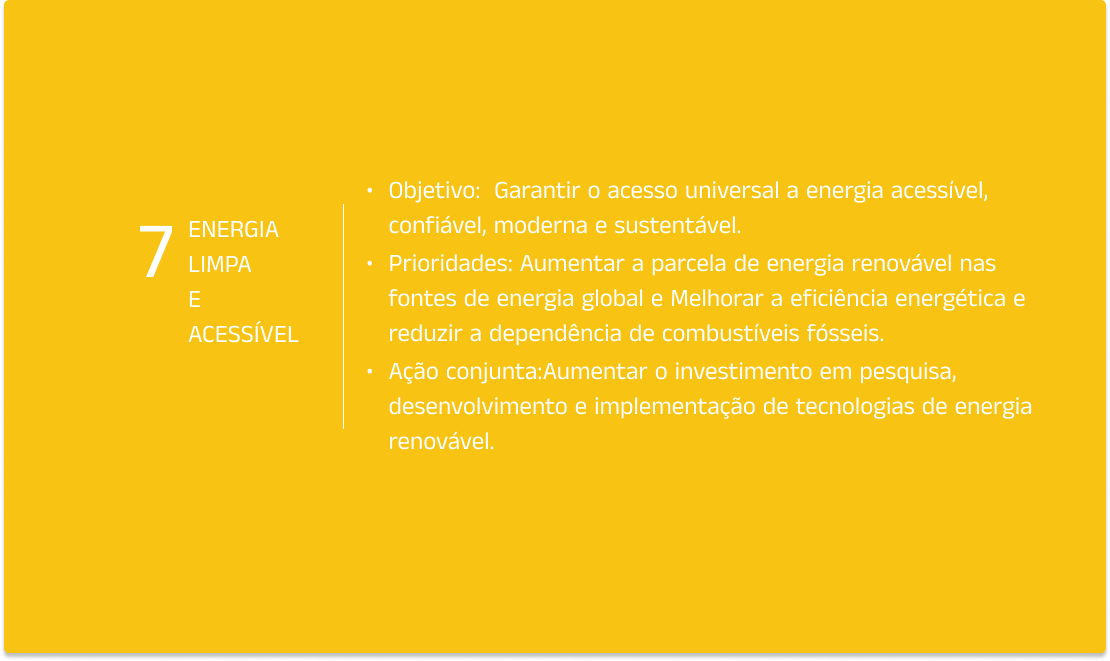 7
ENERGIA
LIMPA
E
ACESSÍVEL
• Objetivo:  Garantir o acesso universal a energia acessível,
confiável, moderna e sustentável.
• Prioridades: Aumentar a parcela de energia renovável nas
fontes de energia global e Melhorar a eficiência energética e
reduzir a dependência de combustíveis fósseis.
• Ação conjunta:Aumentar o investimento em pesquisa,
desenvolvimento e implementação de tecnologias de energia
renovável.